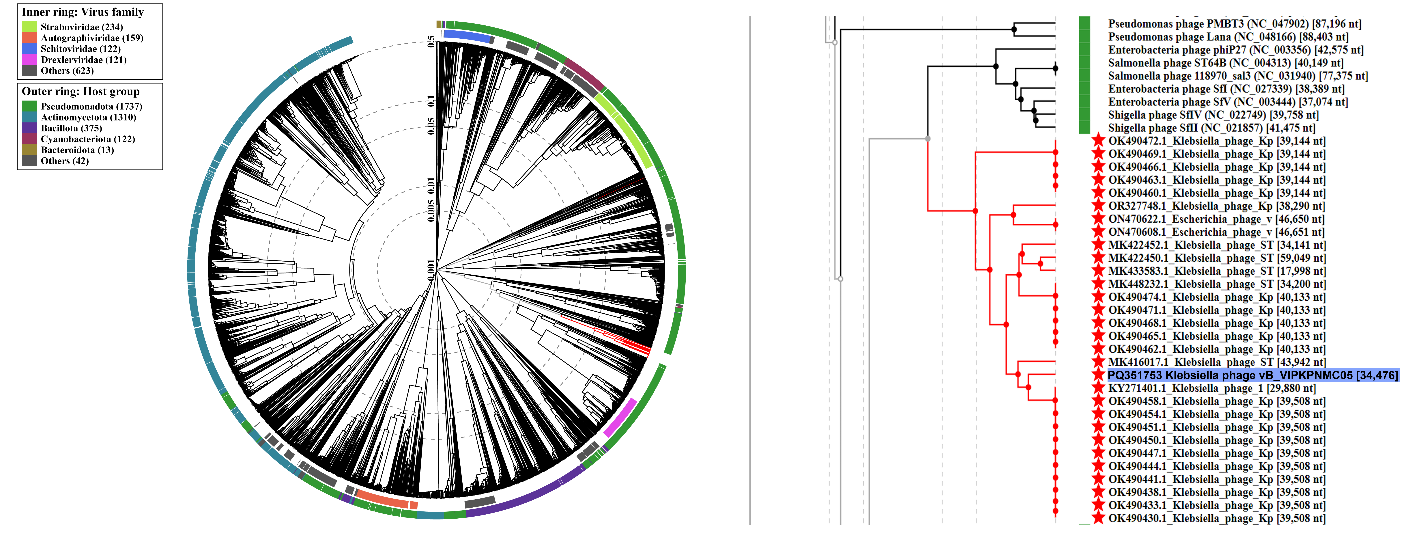 Inner ring: Virus family
Straboviridae (234)
Autographiviridae (159)
Schitoviridae (122)
Drexlerviridae (121)
Others (623)
Outer ring: Host group
Pseudomonadota (1737)
Actinomycetota (1310)
Bacillota (375)
Cyanobacteriota (122)
Bacteroidota (13)
Others (42)
0.5
0.1
0.05
0.01
0.005
0.001
Pseudomonas phage PMBT3 (NC_047902) [87,196 nt]
Pseudomonas phage Lana (NC_048166) [88,403 nt]
Enterobacteria phage phiP27 (NC_003356) [42,575 nt]
Salmonella phage ST64B (NC_004313) [40,149 nt]
Salmonella phage 118970_sal3 (NC_031940) [77,375 nt]
Enterobacteria phage SfI (NC_027339) [38,389 nt]
Enterobacteria phage SfV (NC_003444) [37,074 nt]
Shigella phage SfIV (NC_022749) [39,758 nt]
Shigella phage SfII (NC_021857) [41,475 nt]
OK490472.1_Klebsiella_phage_Kp [39,144 nt]
OK490469.1_Klebsiella_phage_Kp [39,144 nt]
OK490466.1_Klebsiella_phage_Kp [39,144 nt]
OK490463.1_Klebsiella_phage_Kp [39,144 nt]
OK490460.1_Klebsiella_phage_Kp [39,144 nt]
OR327748.1_Klebsiella_phage_Kp [38,290 nt]
ON470622.1_Escherichia_phage_v [46,650 nt]
ON470608.1_Escherichia_phage_v [46,651 nt]
MK422452.1_Klebsiella_phage_ST [34,141 nt]
MK422450.1_Klebsiella_phage_ST [59,049 nt]
MK433583.1_Klebsiella_phage_ST [17,998 nt]
MK448232.1_Klebsiella_phage_ST [34,200 nt]
OK490474.1_Klebsiella_phage_Kp [40,133 nt]
OK490471.1_Klebsiella_phage_Kp [40,133 nt]
OK490468.1_Klebsiella_phage_Kp [40,133 nt]
OK490465.1_Klebsiella_phage_Kp [40,133 nt]
OK490462.1_Klebsiella_phage_Kp [40,133 nt]
MK416017.1_Klebsiella_phage_ST [43,942 nt]
PQ351753 Klebsiella phage vB_VIPKPNMC05 [34,476]
KY271401.1_Klebsiella_phage_1 [29,880 nt]
OK490458.1_Klebsiella_phage_Kp [39,508 nt]
OK490454.1_Klebsiella_phage_Kp [39,508 nt]
OK490451.1_Klebsiella_phage_Kp [39,508 nt]
OK490450.1_Klebsiella_phage_Kp [39,508 nt]
OK490447.1_Klebsiella_phage_Kp [39,508 nt]
OK490444.1_Klebsiella_phage_Kp [39,508 nt]
OK490441.1_Klebsiella_phage_Kp [39,508 nt]
OK490438.1_Klebsiella_phage_Kp [39,508 nt]
OK490433.1_Klebsiella_phage_Kp [39,508 nt]
OK490430.1_Klebsiella_phage_Kp [39,508 nt]